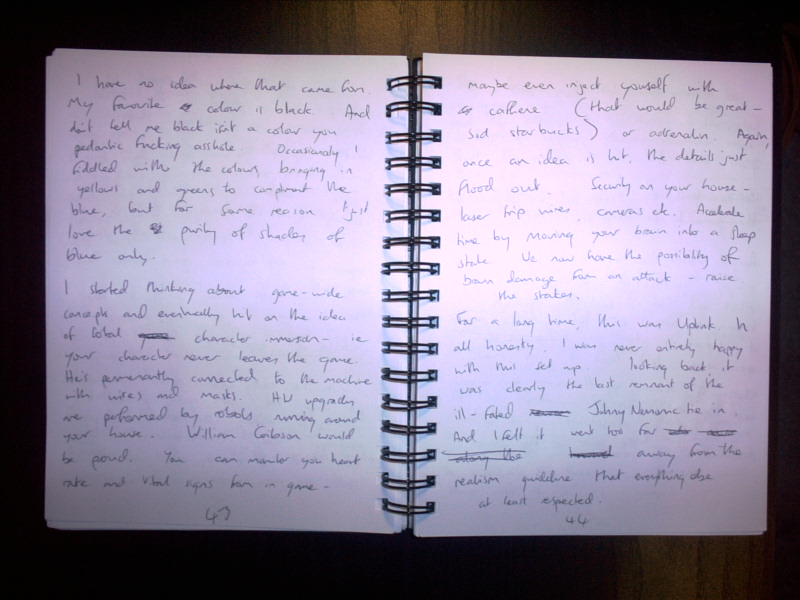 I have no idea where that came from.
My favourite colour is black. And
don't tell me black isn't a colour you
pedantic fucking asshole. Occasionaly I
fiddled with the colours, bringing in
yellows and greens to compliment the
blue, but for some reason I just
love the purity of shades of
blue only.
I started thinking about game-wide
concepts and eventually hit on the idea
of total character immersion - ie
your character never leaves the game.
He's permenantly connected to the machine
with wires and masks. HW upgrades
are performed by robots running around
your house. William Gibson would
be proud. You can monitor your heart
rate and vital signs from in game -
43
maybe even inject yourself with
caffiene (that would be great -
sod starbucks) or adrenalin. Again,
once an idea is hit, the details just
flood out. Security on your house -
laser trip wires, cameras etc. Accelerate
time by moving your brain into a sleep
state. We now have the possibility of
brain damage from an attack - raise
the stakes.
For a long time, this was Uplink. In
all honesty, I was never entirely happy
with this set up. looking back it
was clearly the last remnant of the
ill-fated Johny Nemonic tie in.
And I felt it went too far
away from the
realism guideline that everything else
at least respected.
44